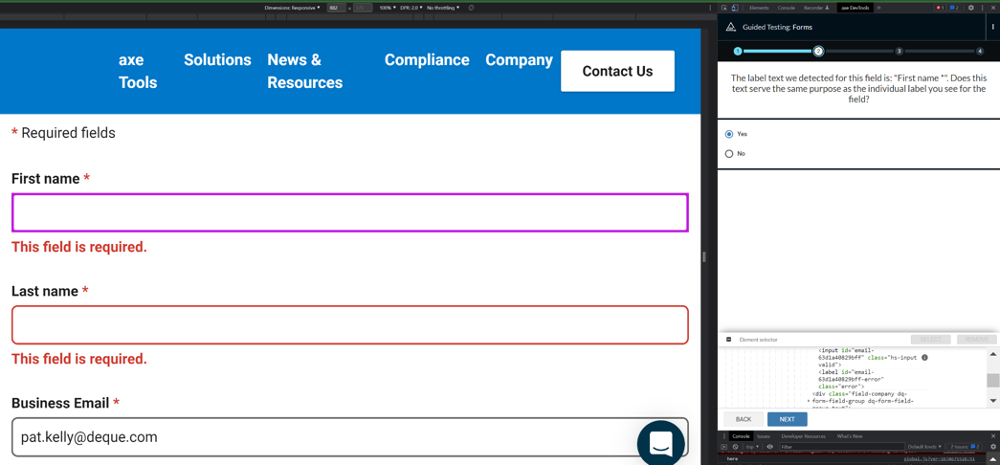 Dimensions: Responsive ▾ 882 x 100% ▾ DPR: 2.0 ▾ No throttling ▾
Elements Console Recorder axe DevTools » 1 2
axe Tools
Solutions
News & Resources
Compliance
Company
Contact Us
* Required fields
First name *
This field is required.
Last name *
This field is required.
Business Email *
pat.kelly@deque.com
Guided Testing: Forms
1 2 3 4
The label text we detected for this field is: "First name *". Does this
text serve the same purpose as the individual label you see for the
field?
Yes
No
Element selector SELECT REMOVE
<input id="email-
63d1a40829bff" class="hs-input
valid">
<label id="email-
63d1a40829bff-error"
class="error">
<div class="field-company dq-
form-field-group dq-form-field-
BACK NEXT
Console Issues Developer Resources What's New
top ▾ Filter Default levels ▾ 2
here